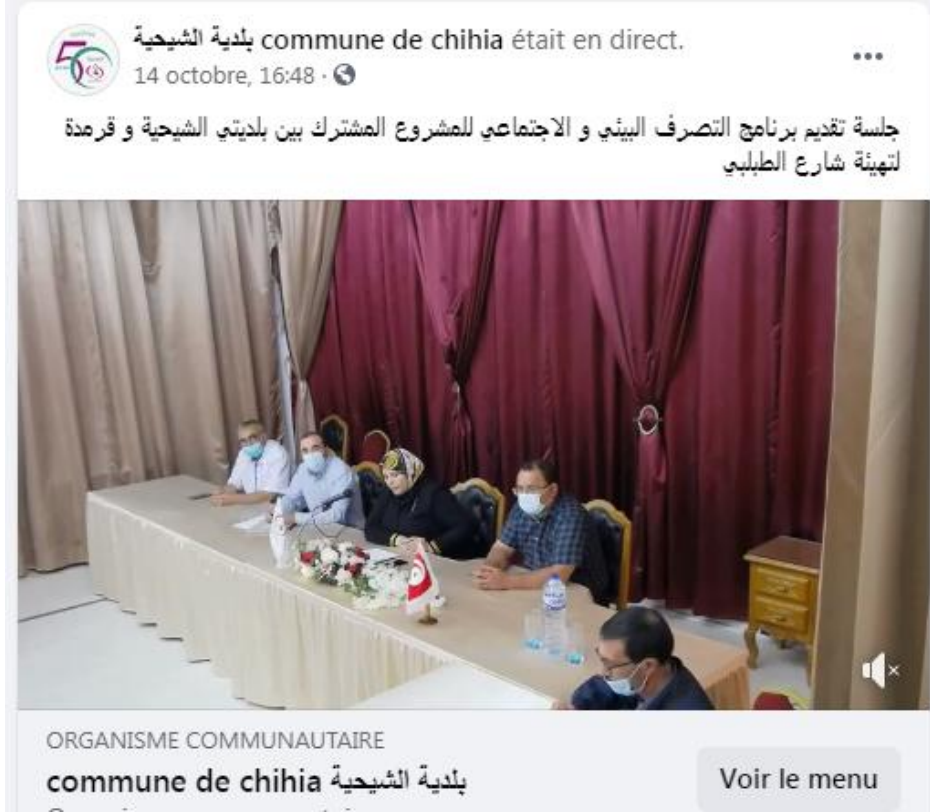 بلدية الشيحية commune de chihia était en direct.
14 octobre, 16:48
جلسة تقديم برنامج التصرف البيئي و الاجتماعي للمشروع المشترك بين بلديتي الشيحية و قرمدة
لتهيئة شارع الطبلبي
ORGANISME COMMUNAUTAIRE
commune de chihia بلدية الشيحية
Voir le menu